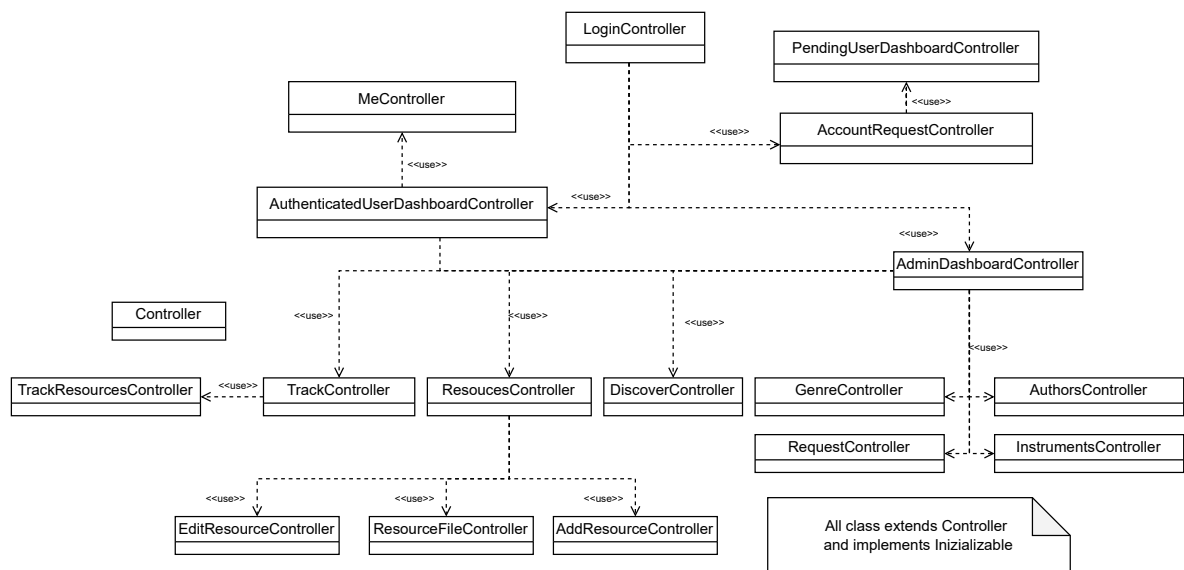 LoginController
PendingUserDashboardController
MeController
<<use>>
<<use>>
AccountRequestController
<<use>>
AuthenticatedUserDashboardController
<<use>>
<<use>>
AdminDashboardController
Controller
<<use>>
<<use>>
<<use>>
<<use>>
TrackResourcesController
<<use>>
TrackController
ResoucesController
DiscoverController
GenreController
AuthorsController
RequestController
InstrumentsController
<<use>>
<<use>>
<<use>>
EditResourceController
ResourceFileController
AddResourceController
All class extends Controller
and implements Inizializable